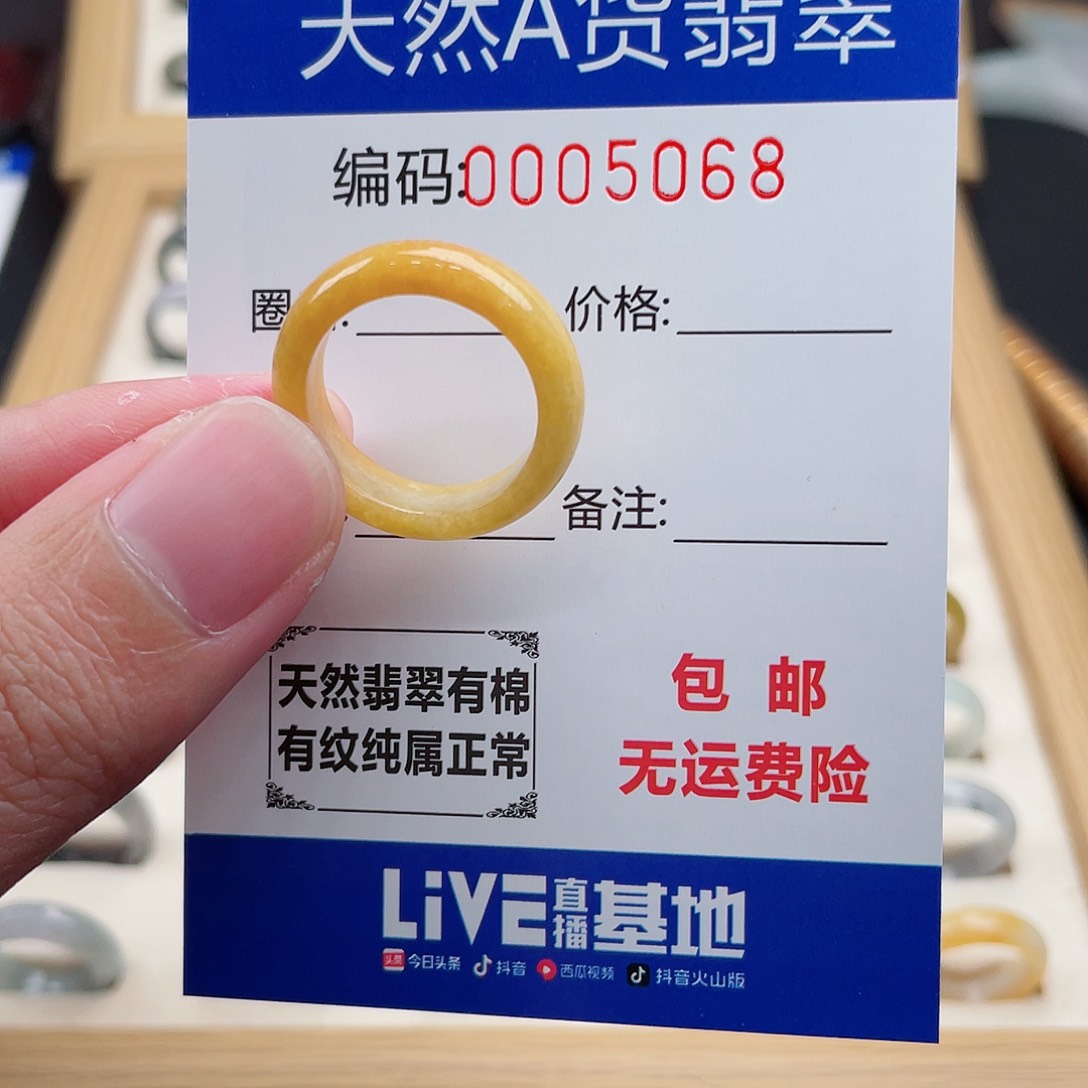 天然A货翡翠
编码:0005068
圈
价格:
备注:
天然翡翠有棉
有纹纯属正常
包 邮
无运费险
LiVE直播基地
头条 今日头条 抖音 西瓜视频 抖音火山版